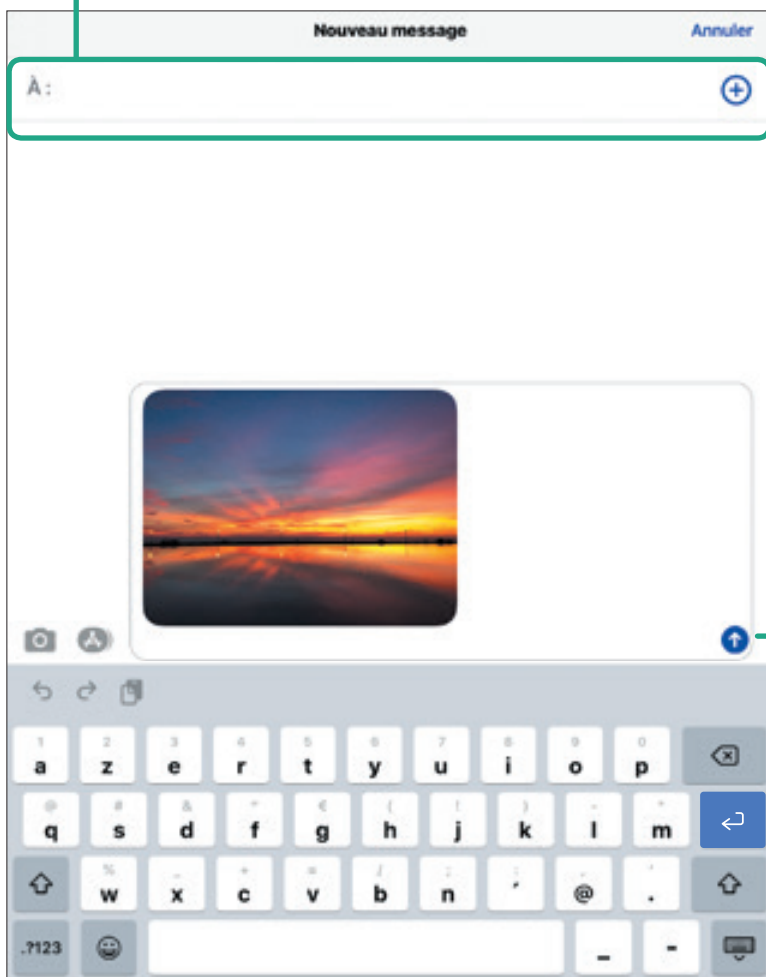 Nouveau message
Annuler
À :
1 2 3 4 5 6 7 8 9 0
a z e r t y u i o p
@ # & * € ( ! ) - "
q s d f g h j k l m
% _ + = / ; : , '
w x c v b n ' @ .
.?123 _ -